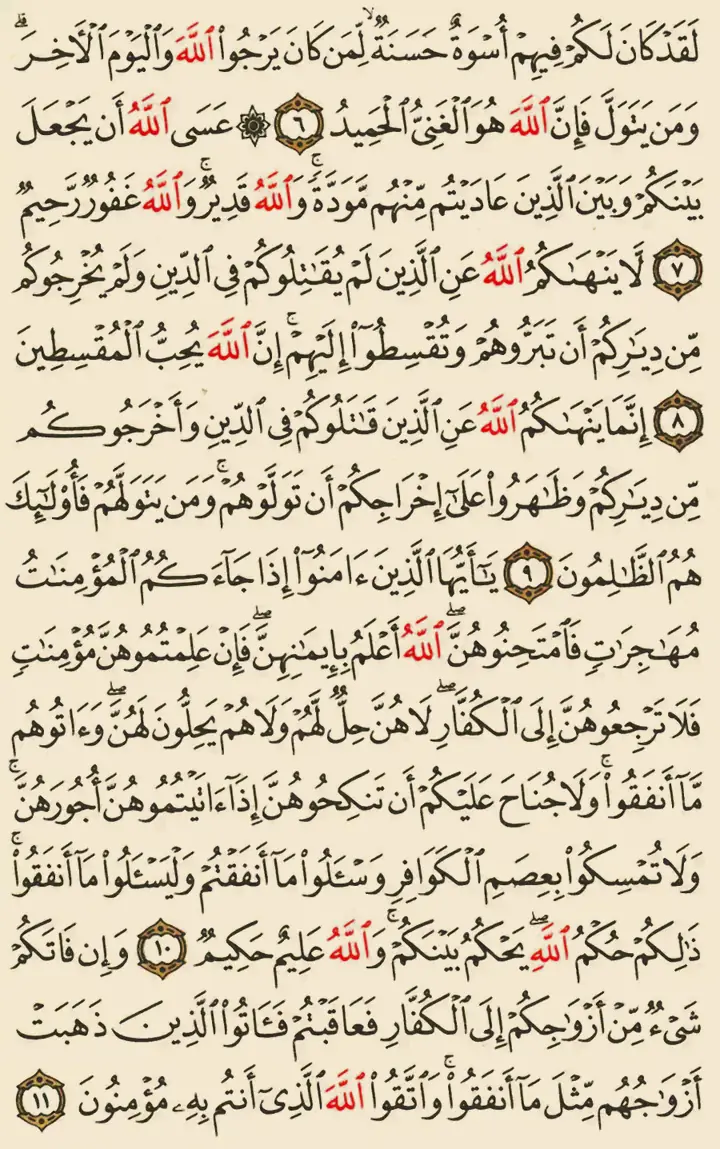 لَقَدۡ كَانَ لَكُمۡ فِيهِمۡ أُسۡوَةٌ حَسَنَةٞ لِّمَن كَانَ يَرۡجُواْ ٱللَّهَ وَٱلۡيَوۡمَ ٱلۡأٓخِرَۚ
وَمَن يَتَوَلَّ فَإِنَّ ٱللَّهَ هُوَ ٱلۡغَنِيُّ ٱلۡحَمِيدُ ٦ ۞ عَسَى ٱللَّهُ أَن يَجۡعَلَ
بَيۡنَكُمۡ وَبَيۡنَ ٱلَّذِينَ عَادَيۡتُم مِّنۡهُم مَّوَدَّةٗۚ وَٱللَّهُ قَدِيرٞۚ وَٱللَّهُ غَفُورٞ رَّحِيمٞ
٧ لَّا يَنۡهَىٰكُمُ ٱللَّهُ عَنِ ٱلَّذِينَ لَمۡ يُقَٰتِلُوكُمۡ فِي ٱلدِّينِ وَلَمۡ يُخۡرِجُوكُم
مِّن دِيَٰرِكُمۡ أَن تَبَرُّوهُمۡ وَتُقۡسِطُوٓاْ إِلَيۡهِمۡۚ إِنَّ ٱللَّهَ يُحِبُّ ٱلۡمُقۡسِطِينَ
٨ إِنَّمَا يَنۡهَىٰكُمُ ٱللَّهُ عَنِ ٱلَّذِينَ قَٰتَلُوكُمۡ فِي ٱلدِّينِ وَأَخۡرَجُوكُم
مِّن دِيَٰرِكُمۡ وَظَٰهَرُواْ عَلَىٰٓ إِخۡرَاجِكُمۡ أَن تَوَلَّوۡهُمۡۚ وَمَن يَتَوَلَّهُمۡ فَأُوْلَٰٓئِكَ
هُمُ ٱلظَّٰلِمُونَ ٩ يَٰٓأَيُّهَا ٱلَّذِينَ ءَامَنُوٓاْ إِذَا جَآءَكُمُ ٱلۡمُؤۡمِنَٰتُ
مُهَٰجِرَٰتٖ فَٱمۡتَحِنُوهُنَّۖ ٱللَّهُ أَعۡلَمُ بِإِيمَٰنِهِنَّۖ فَإِنۡ عَلِمۡتُمُوهُنَّ مُؤۡمِنَٰتٖ
فَلَا تَرۡجِعُوهُنَّ إِلَى ٱلۡكُفَّارِۖ لَا هُنَّ حِلّٞ لَّهُمۡ وَلَا هُمۡ يَحِلُّونَ لَهُنَّۖ وَءَاتُوهُم
مَّآ أَنفَقُواْۚ وَلَا جُنَاحَ عَلَيۡكُمۡ أَن تَنكِحُوهُنَّ إِذَآ ءَاتَيۡتُمُوهُنَّ أُجُورَهُنَّۚ
وَلَا تُمۡسِكُواْ بِعِصَمِ ٱلۡكَوَافِرِ وَسۡـَٔلُواْ مَآ أَنفَقۡتُمۡ وَلۡيَسۡـَٔلُواْ مَآ أَنفَقُواْۚ
ذَٰلِكُمۡ حُكۡمُ ٱللَّهِۖ يَحۡكُمُ بَيۡنَكُمۡۚ وَٱللَّهُ عَلِيمٌ حَكِيمٞ ١٠ وَإِن فَاتَكُمۡ
شَيۡءٞ مِّنۡ أَزۡوَٰجِكُمۡ إِلَى ٱلۡكُفَّارِ فَعَاقَبۡتُمۡ فَـَٔاتُواْ ٱلَّذِينَ ذَهَبَتۡ
أَزۡوَٰجُهُم مِّثۡلَ مَآ أَنفَقُواْۚ وَٱتَّقُواْ ٱللَّهَ ٱلَّذِيٓ أَنتُم بِهِۦ مُؤۡمِنُونَ ١١